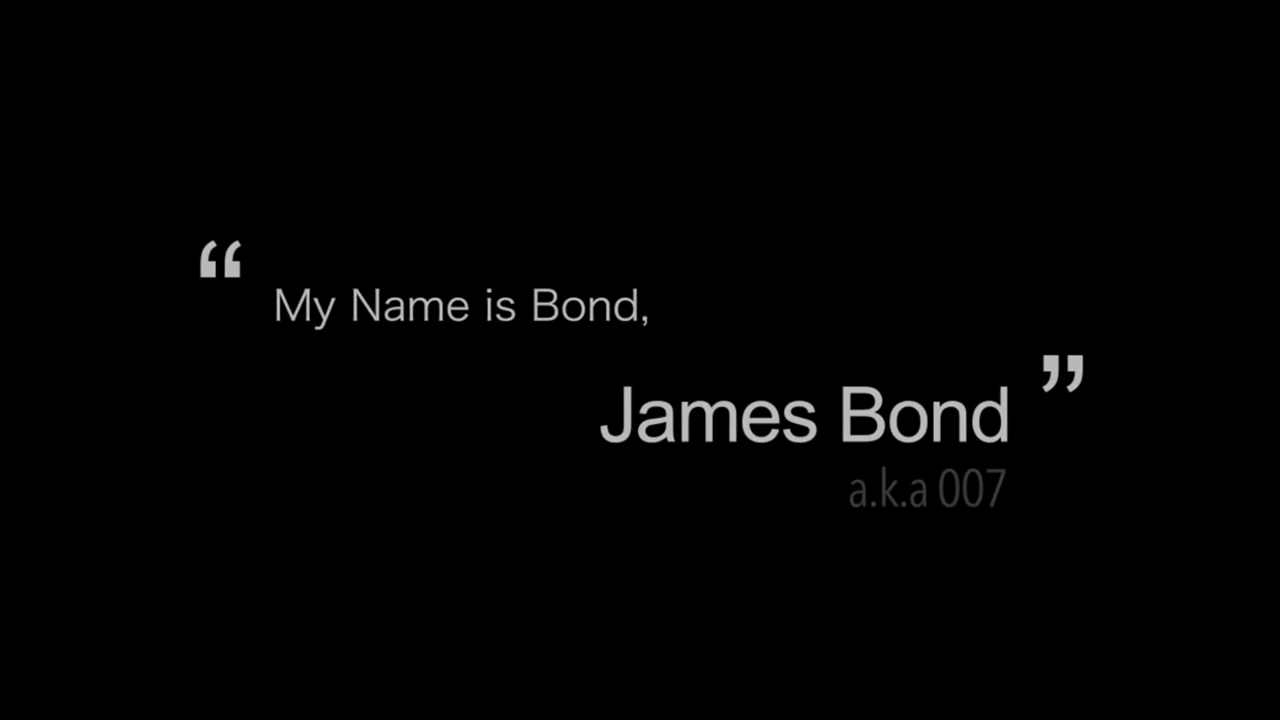 “ My Name is Bond,
James Bond ”
a.k.a 007